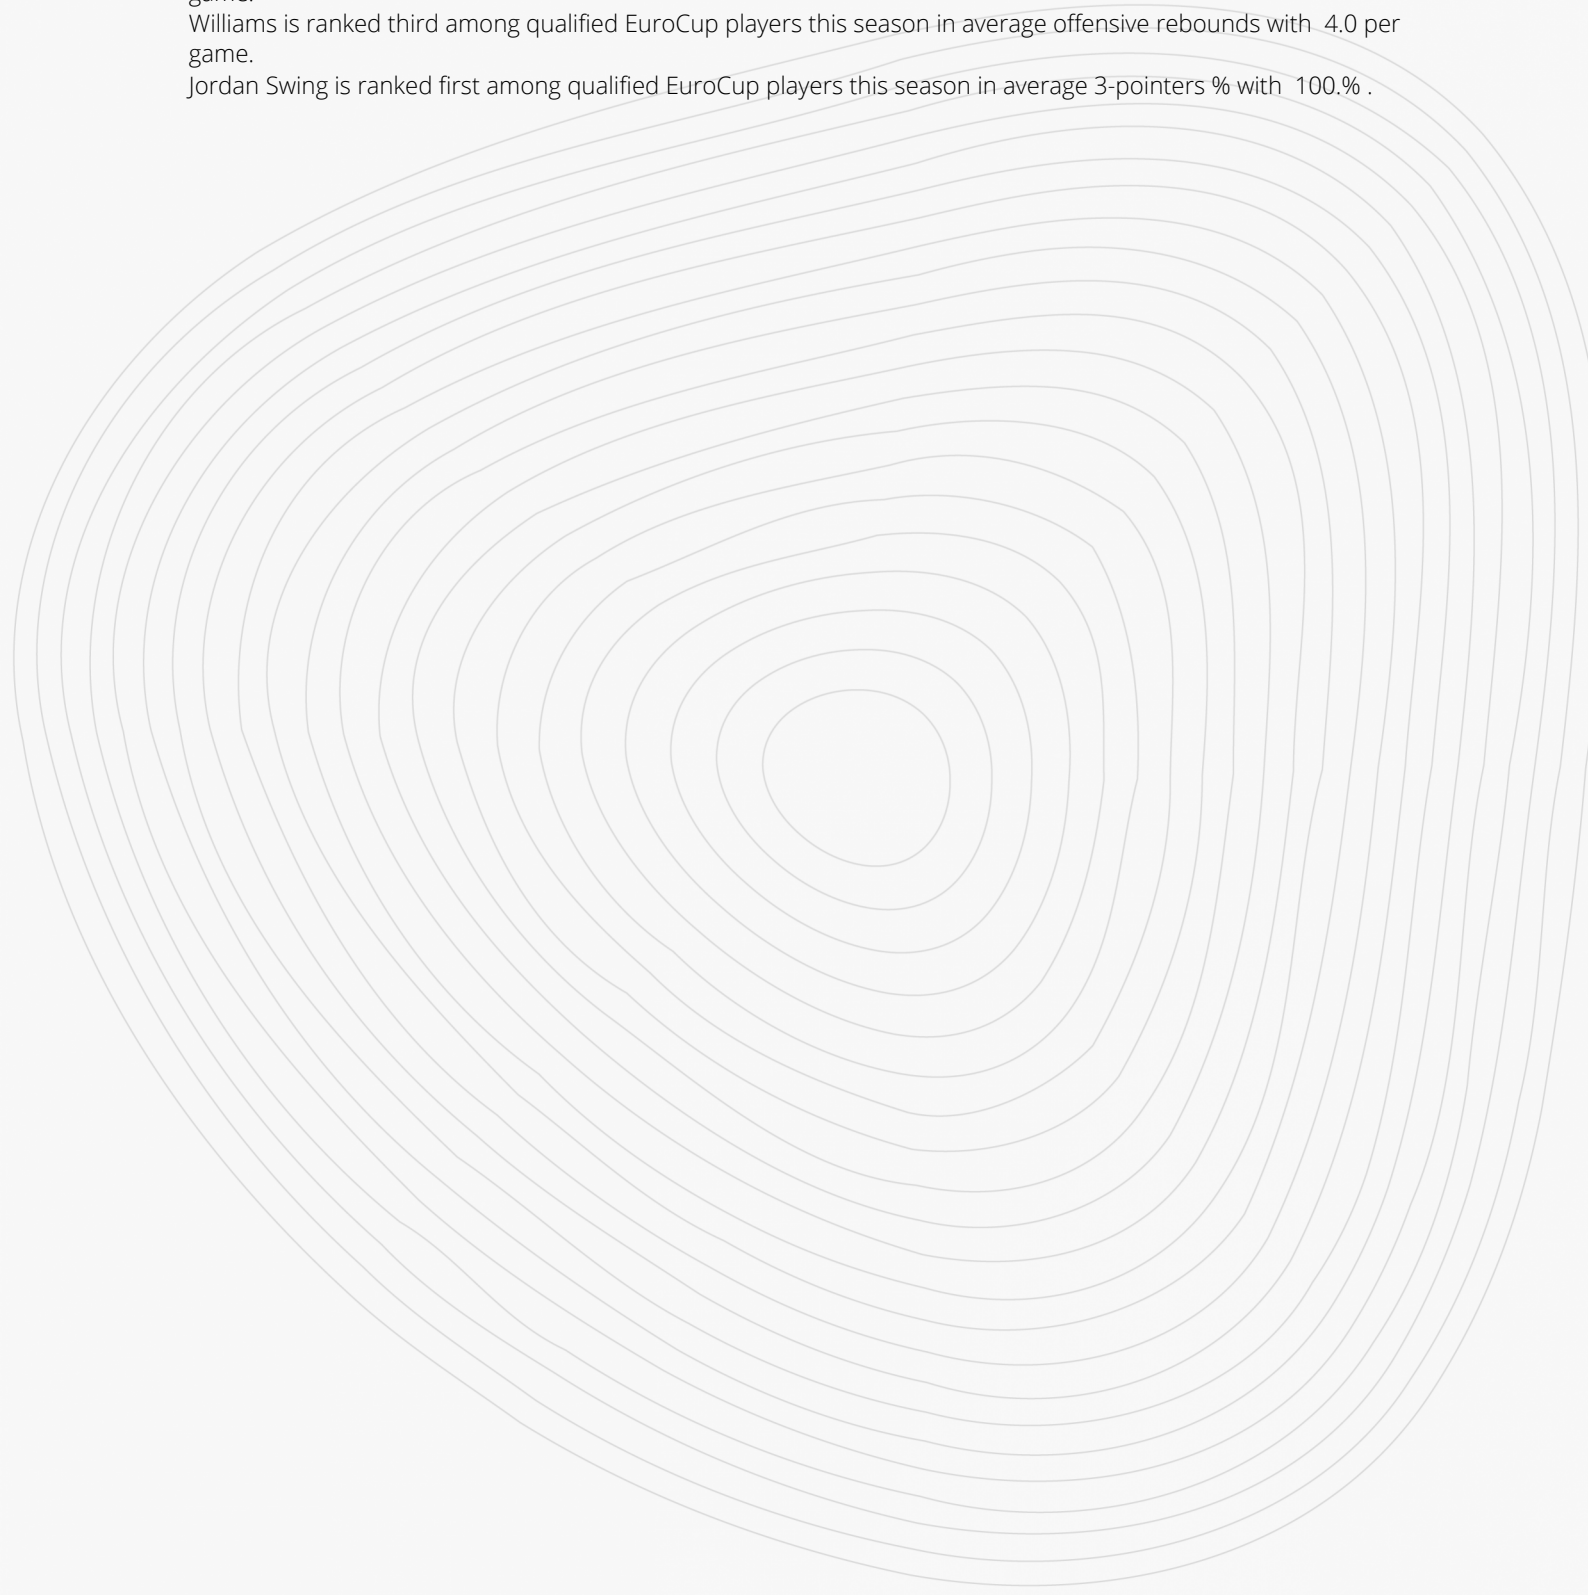 game.
Williams is ranked third among qualified EuroCup players this season in average offensive rebounds with  4.0 per
game.
Jordan Swing is ranked first among qualified EuroCup players this season in average 3-pointers % with  100.% .